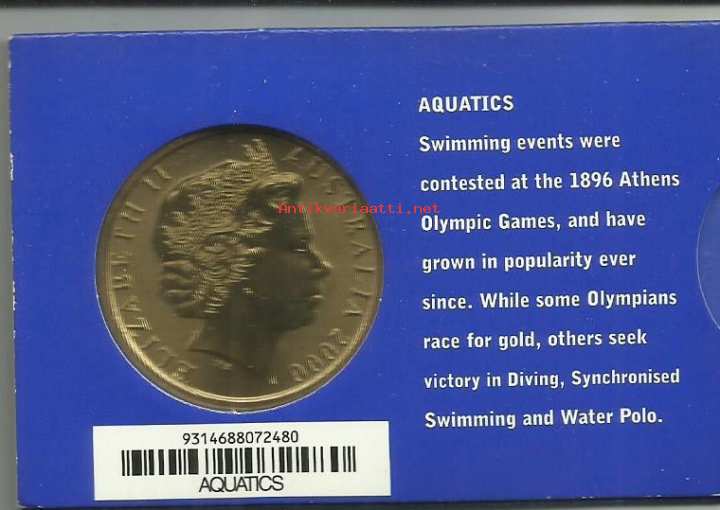 ELIZABETH II AUSTRALIA 2000
Antikvariaatti.net
AQUATICS
Swimming events were
contested at the 1896 Athens
Olympic Games, and have
grown in popularity ever
since. While some Olympians
race for gold, others seek
victory in Diving, Synchronised
Swimming and Water Polo.
9314688072480
AQUATICS